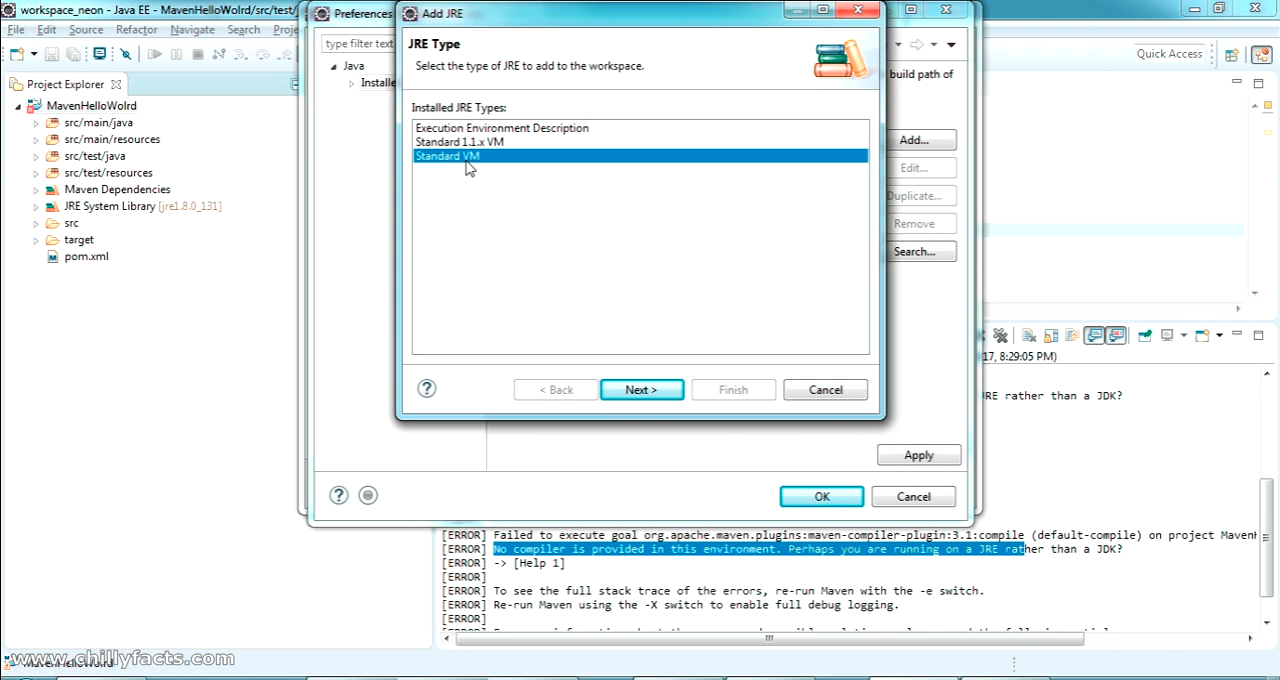 workspace_neon - Java EE - MavenHelloWolrd/src/test/j
File Edit Source Refactor Navigate Search Proje
Quick Access
Project Explorer
MavenHelloWolrd
src/main/java
src/main/resources
src/test/java
src/test/resources
Maven Dependencies
JRE System Library [jre1.8.0_131]
src
target
pom.xml
Preferences
type filter text
Java
Installe
build path of
Add...
Edit...
Duplicate...
Remove
Search...
Apply
OK
Cancel
Add JRE
JRE Type
Select the type of JRE to add to the workspace.
Installed JRE Types:
Execution Environment Description
Standard 1.1.x VM
Standard VM
< Back
Next >
Finish
Cancel
17, 8:29:05 PM)
JRE rather than a JDK?
[ERROR] Failed to execute goal org.apache.maven.plugins:maven-compiler-plugin:3.1:compile (default-compile) on project MavenH
[ERROR] No compiler is provided in this environment. Perhaps you are running on a JRE rather than a JDK?
[ERROR] -> [Help 1]
[ERROR]
[ERROR] To see the full stack trace of the errors, re-run Maven with the -e switch.
[ERROR] Re-run Maven using the -X switch to enable full debug logging.
[ERROR]
www.chillyfacts.com
MavenHelloWolrd